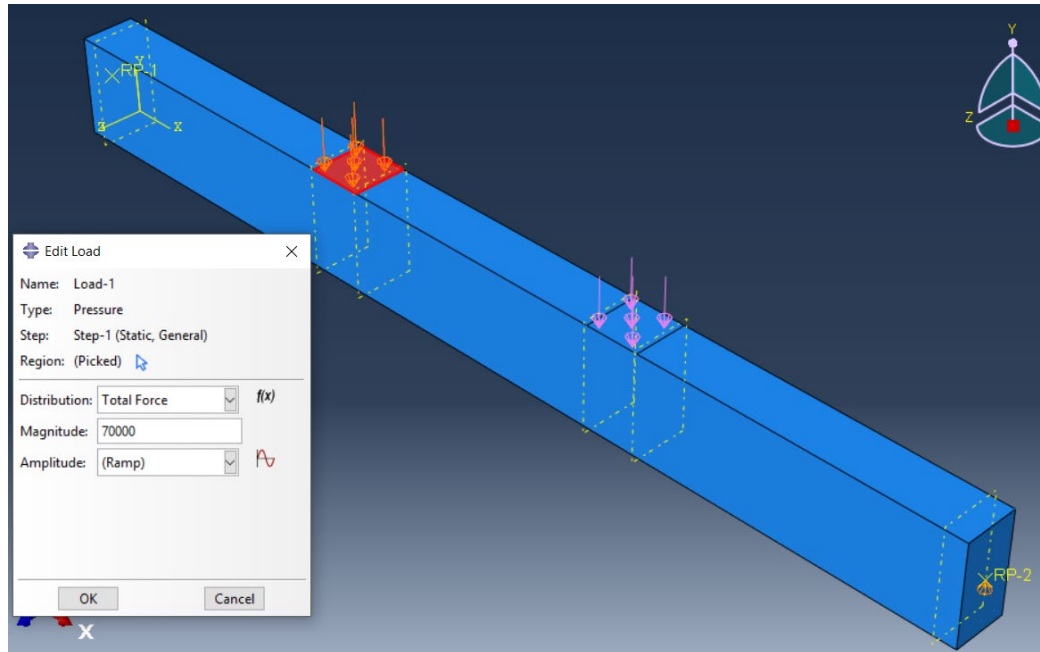 Y
Z
RP-1
Y
Z
X
Edit Load
Name: Load-1
Type: Pressure
Step: Step-1 (Static, General)
Region: (Picked)
Distribution: Total Force f(x)
Magnitude: 70000
Amplitude: (Ramp)
OK Cancel
RP-2
X